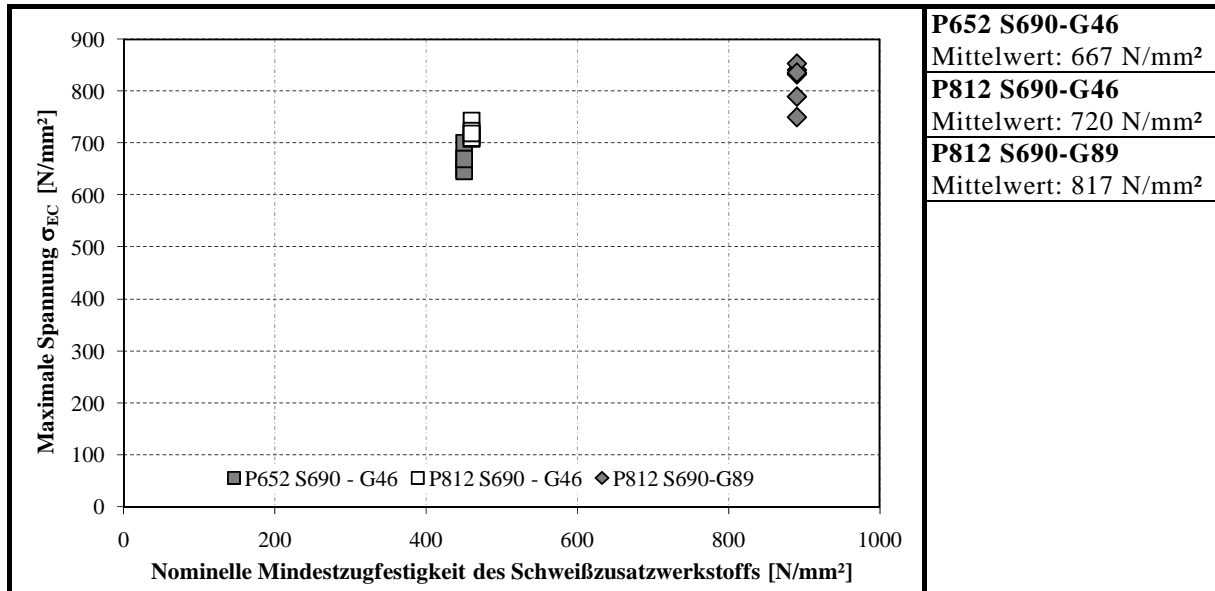 900
800
700
600
500
400
300
200
100
0
0 200 400 600 800 1000
Maximale Spannung σEC [N/mm²]
Nominelle Mindestzugfestigkeit des Schweißzusatzwerkstoffs [N/mm²]
P652 S690 - G46 P812 S690 - G46 P812 S690-G89
P652 S690-G46
Mittelwert: 667 N/mm²
P812 S690-G46
Mittelwert: 720 N/mm²
P812 S690-G89
Mittelwert: 817 N/mm²